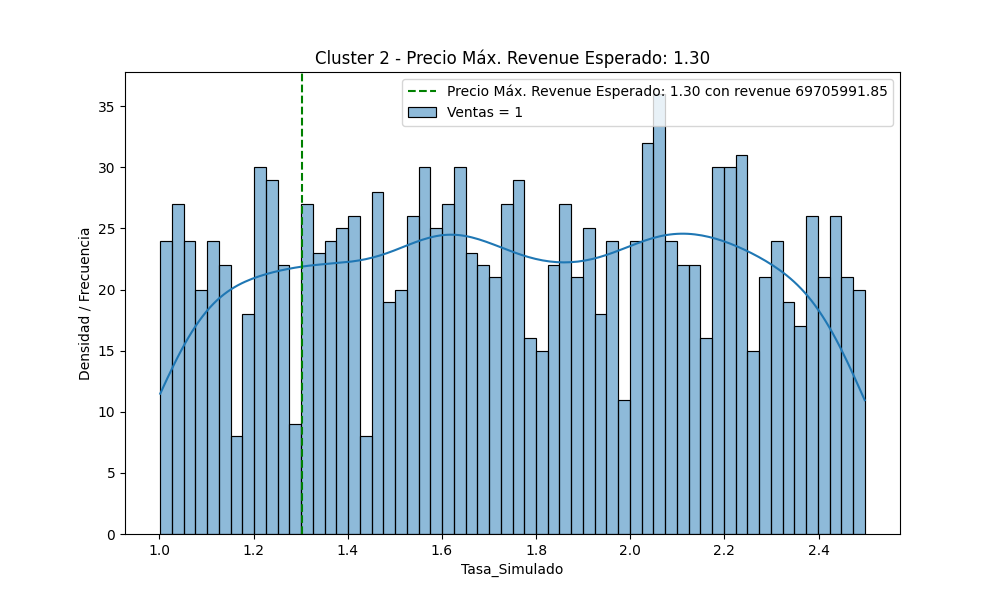 Cluster 2 - Precio Máx. Revenue Esperado: 1.30
Precio Máx. Revenue Esperado: 1.30 con revenue 69705991.85
Ventas = 1
Densidad / Frecuencia
35
30
25
20
15
10
5
0
1.0 1.2 1.4 1.6 1.8 2.0 2.2 2.4
Tasa_Simulado